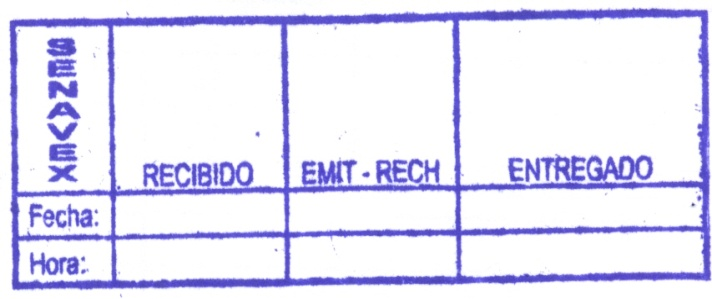 SENAVEX
RECIBIDO EMIT - RECH ENTREGADO
Fecha:
Hora: